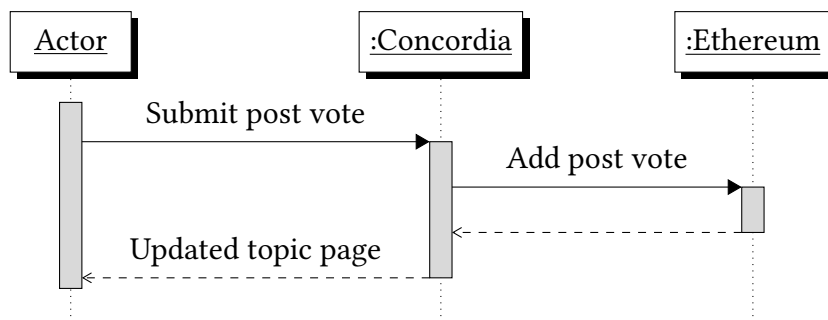 Actor
:Concordia
:Ethereum
Submit post vote
Add post vote
Updated topic page